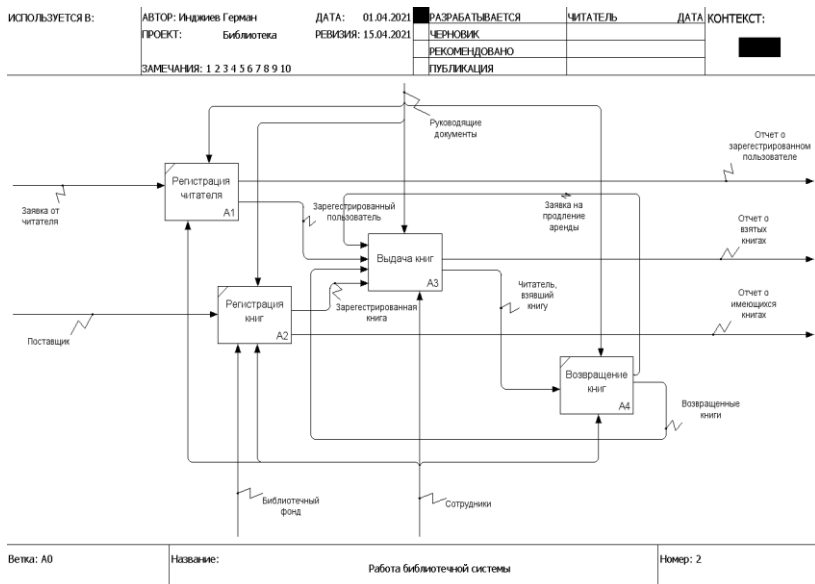 ИСПОЛЬЗУЕТСЯ В:
АВТОР: Инджиев Герман
ДАТА: 01.04.2021
РАЗРАБАТЫВАЕТСЯ
ЧИТАТЕЛЬ
ДАТА
КОНТЕКСТ:
ПРОЕКТ: Библиотека
РЕВИЗИЯ: 15.04.2021
ЧЕРНОВИК
РЕКОМЕНДОВАНО
ЗАМЕЧАНИЯ: 1 2 3 4 5 6 7 8 9 10
ПУБЛИКАЦИЯ
Руководящие
документы
Отчет о
зарегестрированном
пользователе
Регистрация
читателя
A1
Заявка от
читателя
Зарегестрированный
пользователь
Заявка на
продление
аренды
Отчет о
взятых
книгах
Выдача книг
A3
Регистрация
книг
A2
Зарегестрированная
книга
Читатель,
взявший
книгу
Отчет о
имеющихся
книгах
Поставщик
Возвращение
книг
A4
Возвращенные
книги
Библиотечный
фонд
Сотрудники
Ветка: A0
Название:
Работа библиотечной системы
Номер: 2